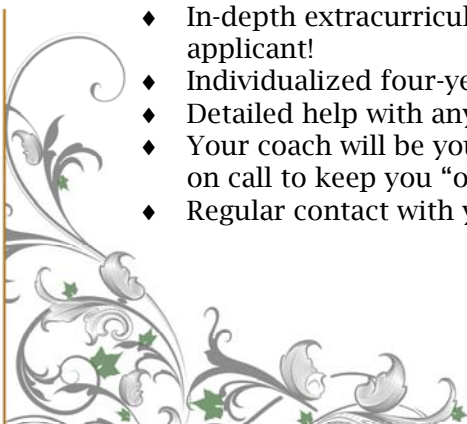 ♦ In-depth extracurricul
applicant!
♦ Individualized four-ye
♦ Detailed help with any
♦ Your coach will be you
on call to keep you “o
♦ Regular contact with y